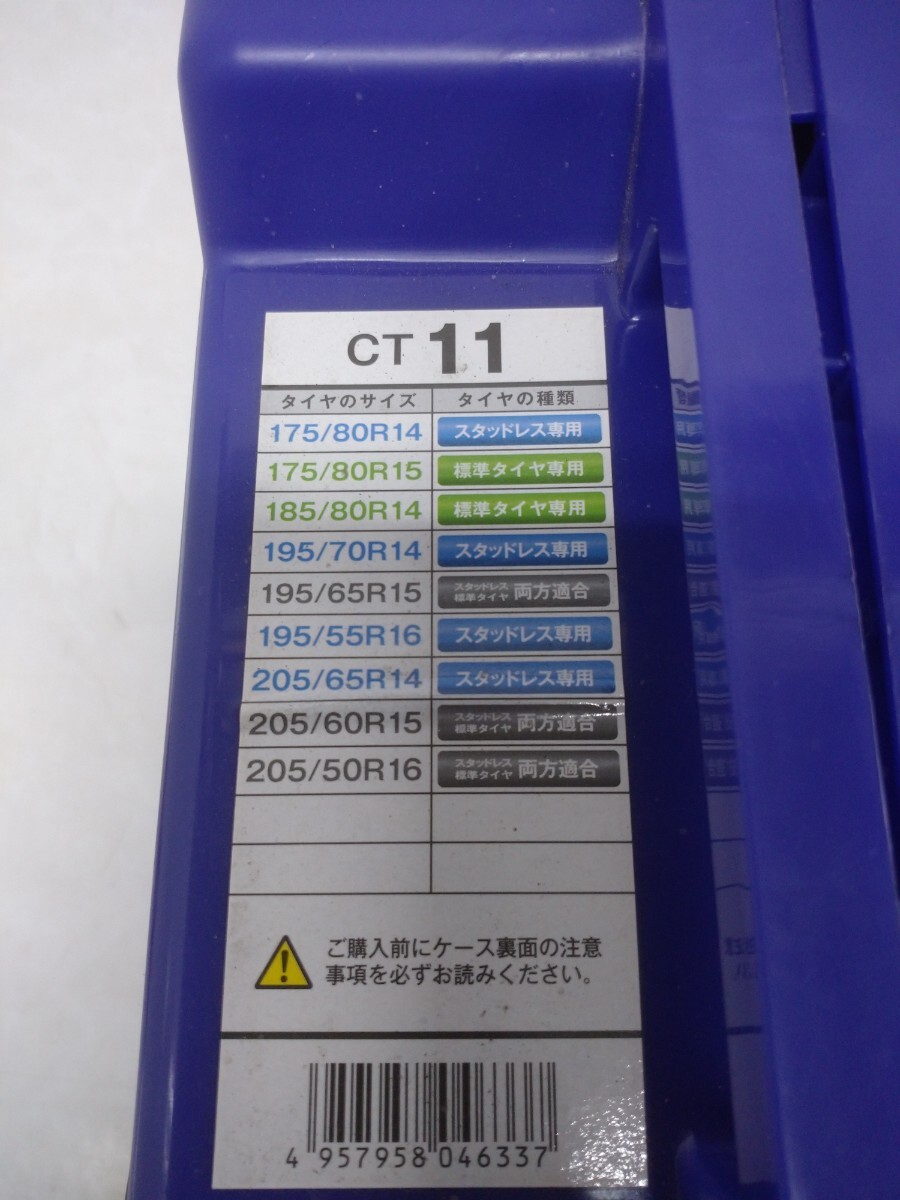 CT 11
タイヤのサイズ タイヤの種類
175/80R14 スタッドレス専用
175/80R15 標準タイヤ専用
185/80R14 標準タイヤ専用
195/70R14 スタッドレス専用
195/65R15 スタッドレス 標準タイヤ 両方適合
195/55R16 スタッドレス専用
205/65R14 スタッドレス専用
205/60R15 スタッドレス 標準タイヤ 両方適合
205/50R16 スタッドレス 標準タイヤ 両方適合
ご購入前にケース裏面の注意
事項を必ずお読みください。
4 957958 046337